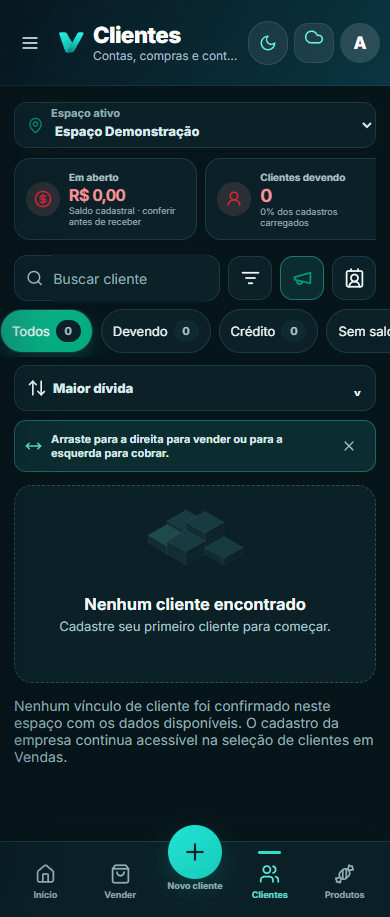 Clientes
Contas, compras e cont...
A
Espaço ativo
Espaço Demonstração
Em aberto
R$ 0,00
Saldo cadastral · conferir
antes de receber
Clientes devendo
0
0% dos cadastros
carregados
Buscar cliente
Todos 0
Devendo 0
Crédito 0
Sem sald
Maior dívida
Arraste para a direita para vender ou para a
esquerda para cobrar.
Nenhum cliente encontrado
Cadastre seu primeiro cliente para começar.
Nenhum vínculo de cliente foi confirmado neste
espaço com os dados disponíveis. O cadastro da
empresa continua acessível na seleção de clientes em
Vendas.
Início
Vender
Novo cliente
Clientes
Produtos